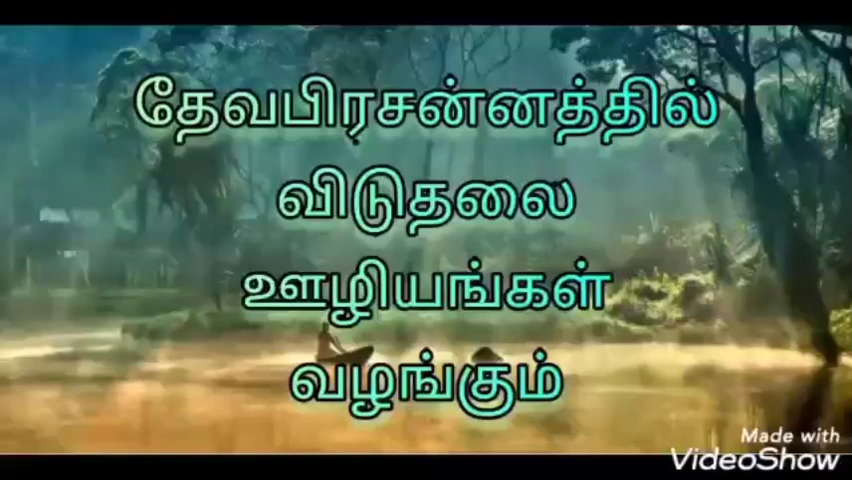 தேவபிரசன்னத்தில்
விடுதலை
ஊழியங்கள்
வழங்கும்
Made with
VideoShow